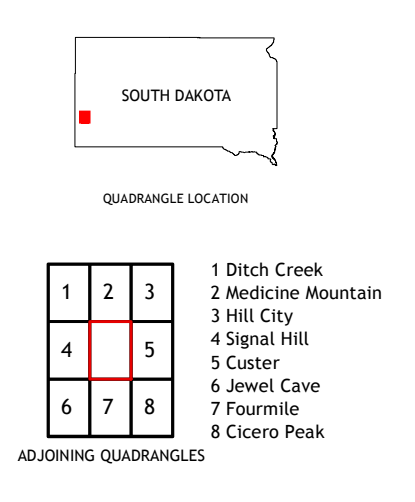 SOUTH DAKOTA
QUADRANGLE LOCATION
1 2 3
4 5
6 7 8
ADJOINING QUADRANGLES
1 Ditch Creek
2 Medicine Mountain
3 Hill City
4 Signal Hill
5 Custer
6 Jewel Cave
7 Fourmile
8 Cicero Peak